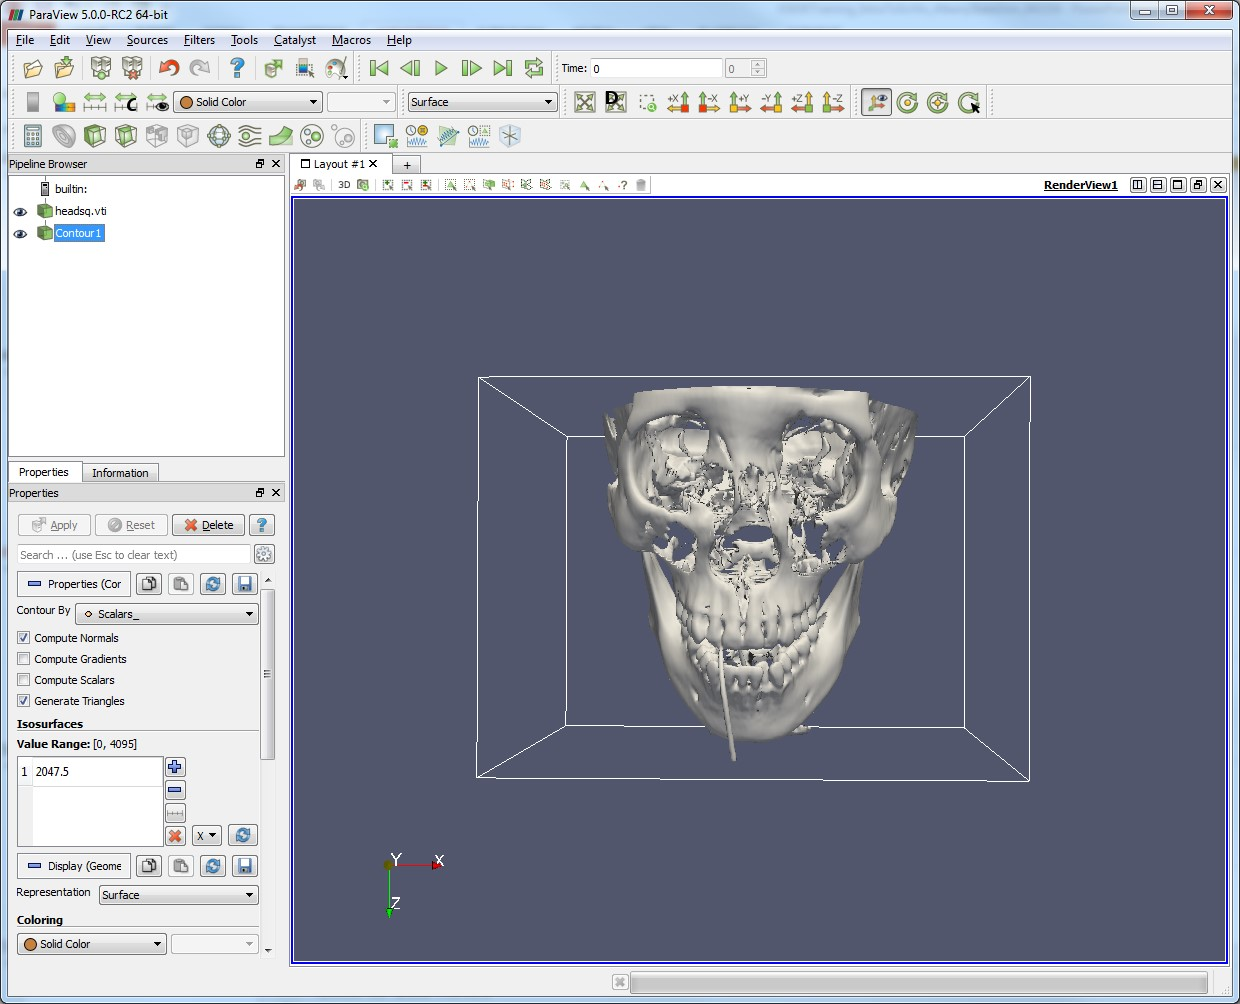 ParaView 5.0.0-RC2 64-bit
File Edit View Sources Filters Tools Catalyst Macros Help
Time: 0 0
Solid Color Surface +X -X +Y -Y +Z -Z
Pipeline Browser
Layout #1
builtin:
3D
RenderView1
headsq.vti
Contour1
Properties Information
Properties
Apply Reset Delete ?
Search ... (use Esc to clear text)
Properties (Cor
Contour By Scalars_
Compute Normals
Compute Gradients
Compute Scalars
Generate Triangles
Isosurfaces
Value Range: [0, 4095]
1 2047.5
X
Display (Geome
Representation Surface
Coloring
Solid Color
Y X
Z